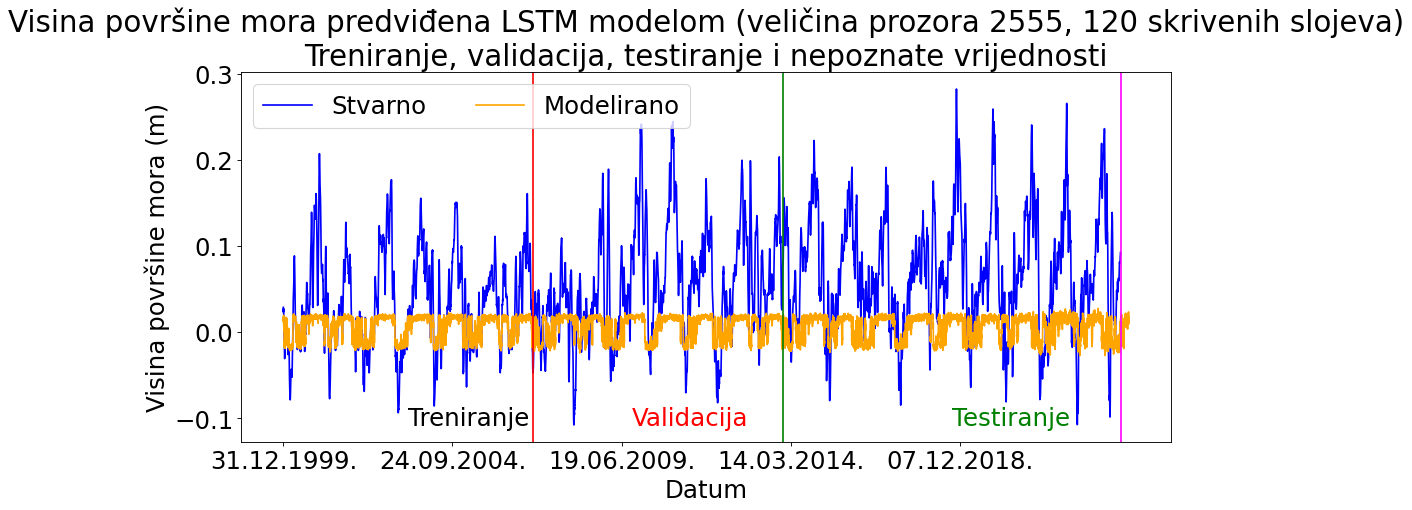 Visina površine mora predviđena LSTM modelom (veličina prozora 2555, 120 skrivenih slojeva)
Treniranje, validacija, testiranje i nepoznate vrijednosti
Stvarno
Modelirano
Visina površine mora (m)
0.3
0.2
0.1
0.0
−0.1
Treniranje
Validacija
Testiranje
31.12.1999.
24.09.2004.
19.06.2009.
14.03.2014.
07.12.2018.
Datum